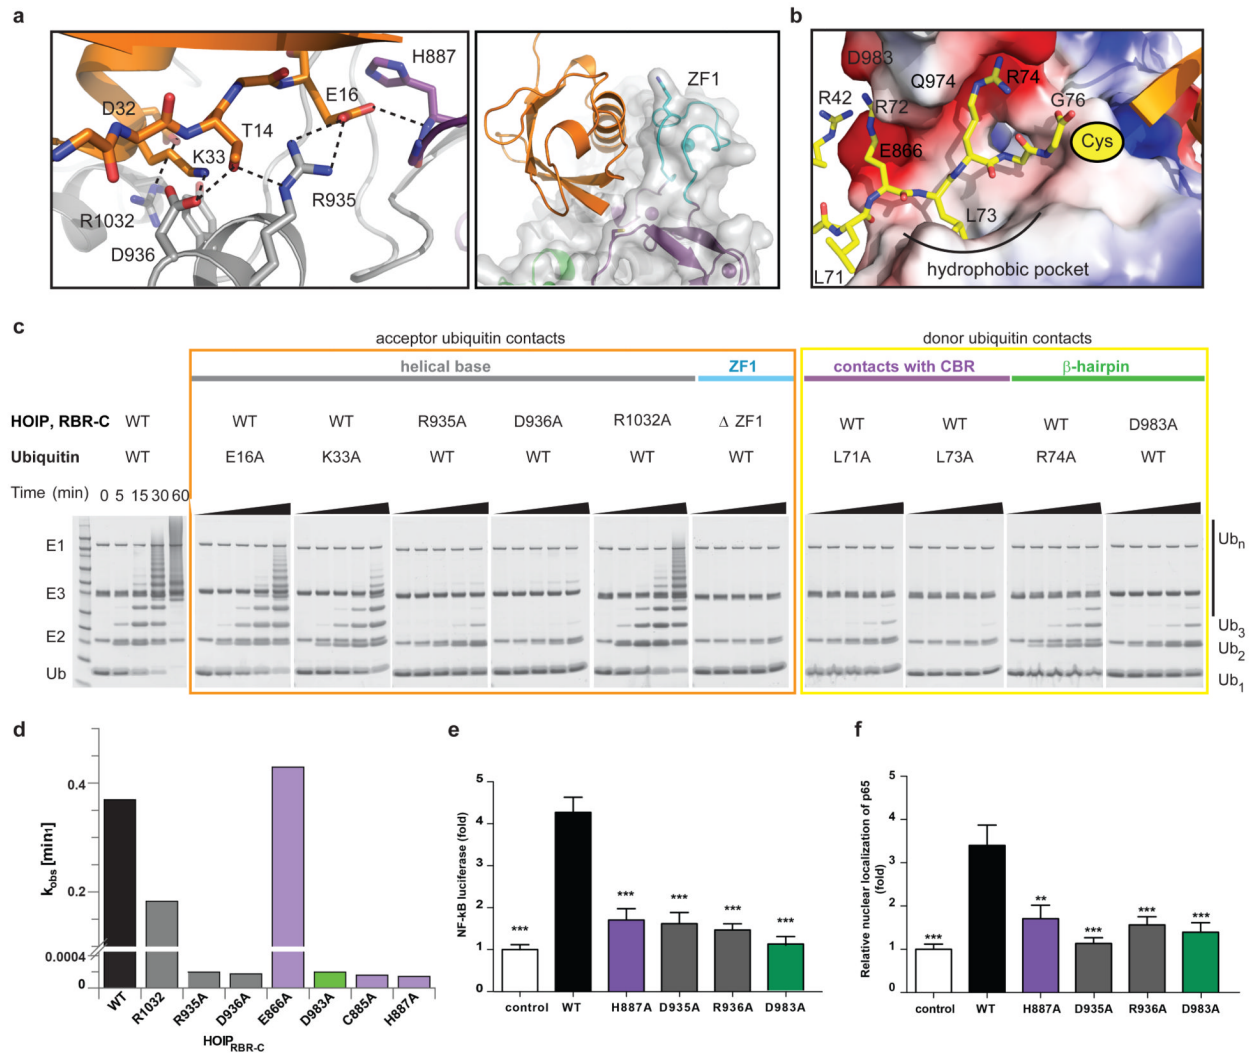 a
H887
D32
E16
T14
K33
R935
R1032
D936
ZF1
b
D983
Q974
R74
R42
R72
G76
Cys
E866
L73
hydrophobic pocket
L71
c
acceptor ubiquitin contacts
donor ubiquitin contacts
helical base
ZF1
contacts with CBR
β-hairpin
HOIP, RBR-C WT WT WT R935A D936A R1032A Δ ZF1 WT WT WT D983A
Ubiquitin WT E16A K33A WT WT WT WT L71A L73A R74A WT
Time (min) 0 5 15 30 60
E1
E3
E2
Ub
Ubn
Ub3
Ub2
Ub1
d
kobs [min1]
0.4
0.2
0.0004
0
WT R1032 R935A D936A E866A D983A C885A H887A
HOIPRBR-C
e
NF-kB luciferase (fold)
5
4
3
2
1
0
*** *** *** *** ***
control WT H887A D935A R936A D983A
f
Relative nuclear localization of p65
(fold)
5
4
3
2
1
0
*** ** *** *** ***
control WT H887A D935A R936A D983A